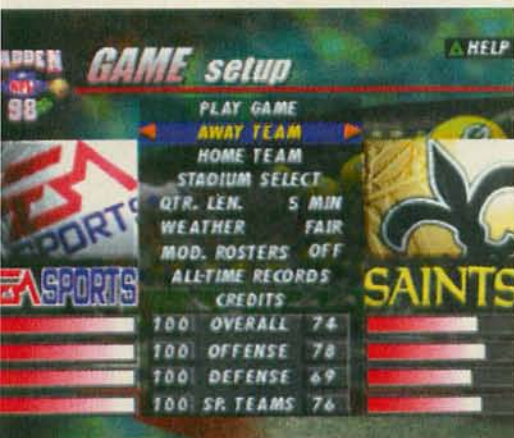 MADDEN
NFL
98
GAME setup
△ HELP
PLAY GAME
AWAY TEAM
HOME TEAM
STADIUM SELECT
QTR. LEN. 5 MIN
WEATHER FAIR
MOD. ROSTERS OFF
ALL-TIME RECORDS
CREDITS
EA
SPORTS
EA SPORTS
SAINTS
100 OVERALL 74
100 OFFENSE 78
100 DEFENSE 69
100 SP. TEAMS 76